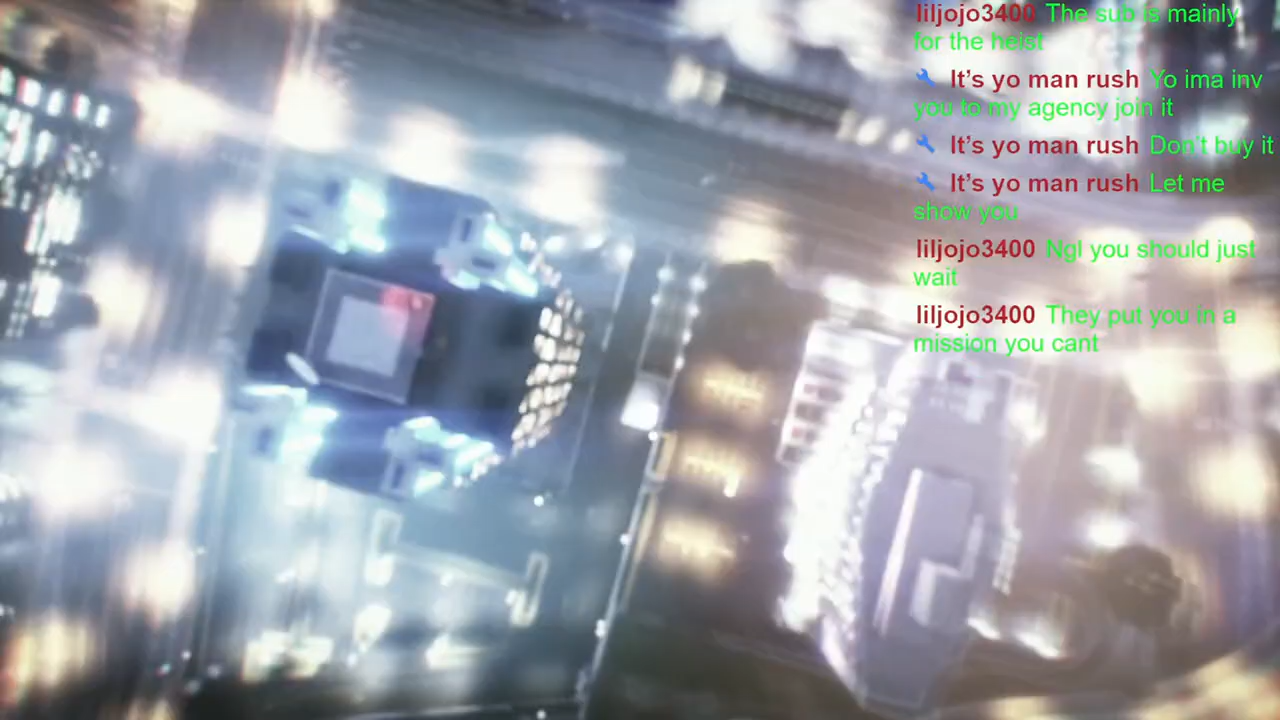 liljojo3400 The sub is mainly
for the heist
It's yo man rush Yo ima inv
you to my agency join it
It's yo man rush Don't buy it
It's yo man rush Let me
show you
liljojo3400 Ngl you should just
wait
liljojo3400 They put you in a
mission you cant